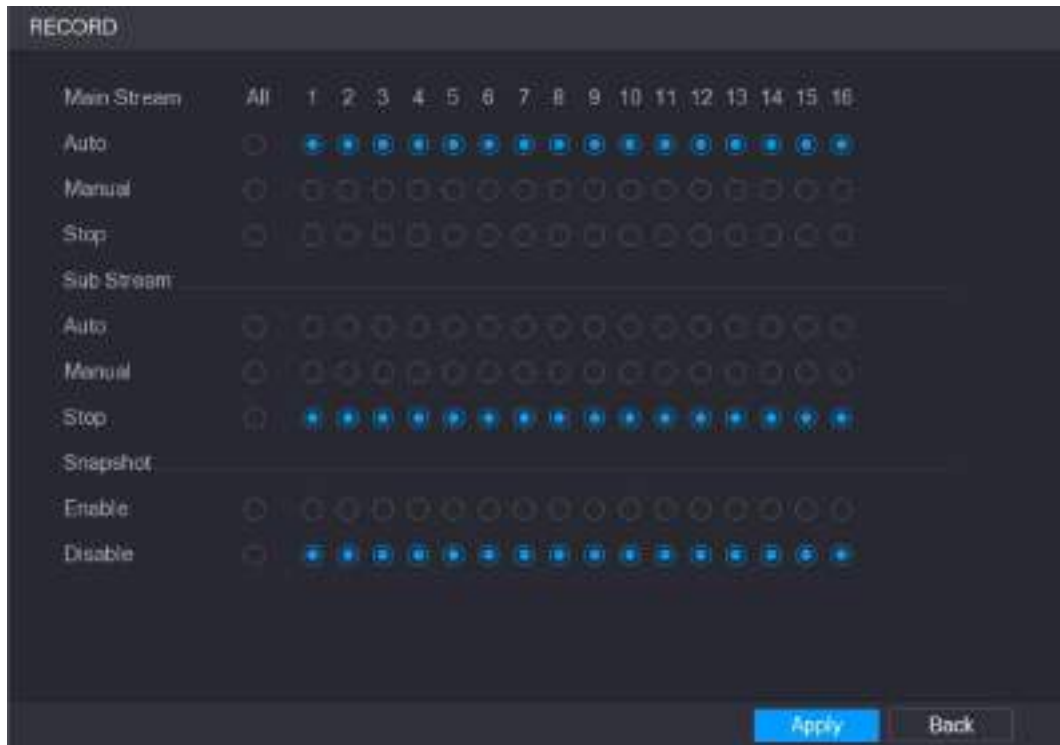 RECORD
Main Stream All 1 2 3 4 5 6 7 8 9 10 11 12 13 14 15 16
Auto
Manual
Stop
Sub Stream
Auto
Manual
Stop
Snapshot
Enable
Disable
Apply Back